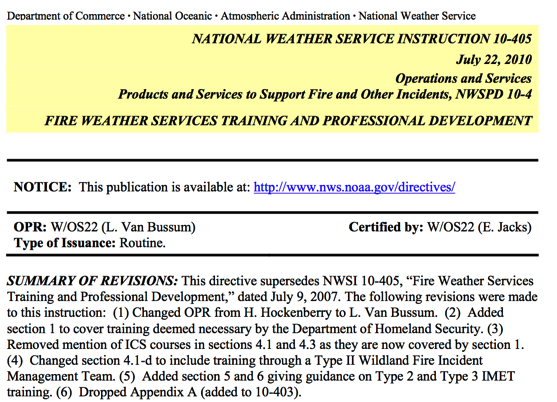 Department of Commerce • National Oceanic • Atmospheric Administration • National Weather Service
NATIONAL WEATHER SERVICE INSTRUCTION 10-405
July 22, 2010
Operations and Services
Products and Services to Support Fire and Other Incidents, NWSPD 10-4
FIRE WEATHER SERVICES TRAINING AND PROFESSIONAL DEVELOPMENT
NOTICE: This publication is available at: http://www.nws.noaa.gov/directives/
OPR: W/OS22 (L. Van Bussum) Certified by: W/OS22 (E. Jacks)
Type of Issuance: Routine.
SUMMARY OF REVISIONS: This directive supersedes NWSI 10-405, “Fire Weather Services
Training and Professional Development,” dated July 9, 2007. The following revisions were made
to this instruction: (1) Changed OPR from H. Hockenberry to L. Van Bussum. (2) Added
section 1 to cover training deemed necessary by the Department of Homeland Security. (3)
Removed mention of ICS courses in sections 4.1 and 4.3 as they are now covered by section 1.
(4) Changed section 4.1-d to include training through a Type II Wildland Fire Incident
Management Team. (5) Added section 5 and 6 giving guidance on Type 2 and Type 3 IMET
training. (6) Dropped Appendix A (added to 10-403).